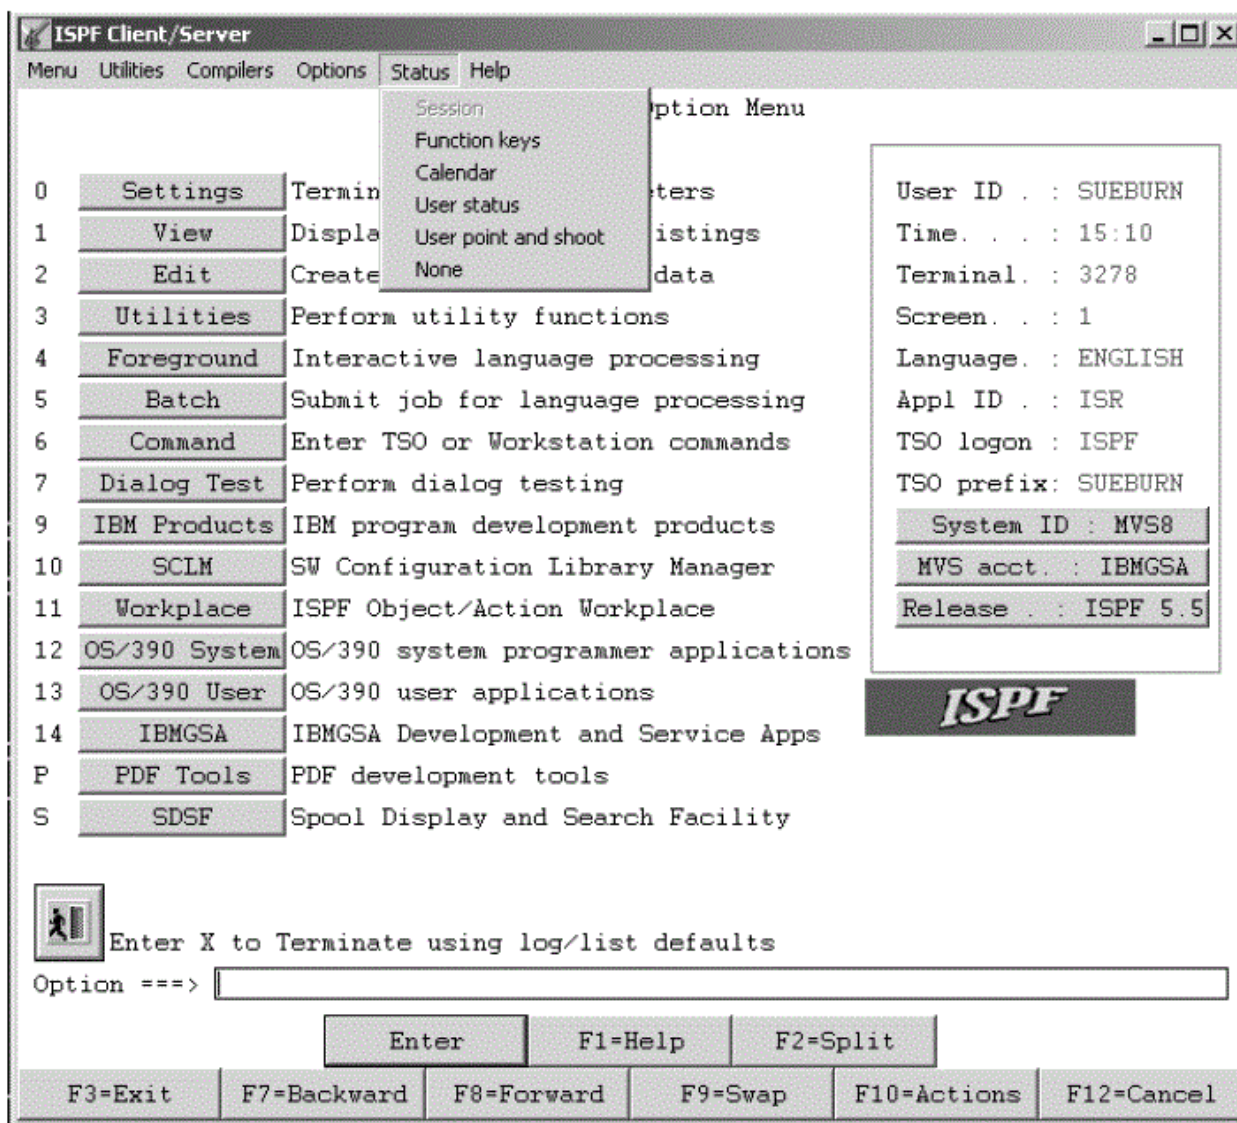 ISPF Client/Server
Menu Utilities Compilers Options Status Help
Session
Function keys
Calendar
User status
User point and shoot
None
ption Menu
0 Settings Termin eters
1 View Displa istings
2 Edit Create data
3 Utilities Perform utility functions
4 Foreground Interactive language processing
5 Batch Submit job for language processing
6 Command Enter TSO or Workstation commands
7 Dialog Test Perform dialog testing
9 IBM Products IBM program development products
10 SCLM SW Configuration Library Manager
11 Workplace ISPF Object/Action Workplace
12 OS/390 System OS/390 system programmer applications
13 OS/390 User OS/390 user applications
14 IBMGSA IBMGSA Development and Service Apps
P PDF Tools PDF development tools
S SDSF Spool Display and Search Facility
User ID . : SUEBURN
Time. . . : 15:10
Terminal. : 3278
Screen. . : 1
Language. : ENGLISH
Appl ID . : ISR
TSO logon : ISPF
TSO prefix: SUEBURN
System ID : MVS8
MVS acct. : IBMGSA
Release . : ISPF 5.5
ISPF
Enter X to Terminate using log/list defaults
Option ===>
Enter F1=Help F2=Split
F3=Exit F7=Backward F8=Forward F9=Swap F10=Actions F12=Cancel